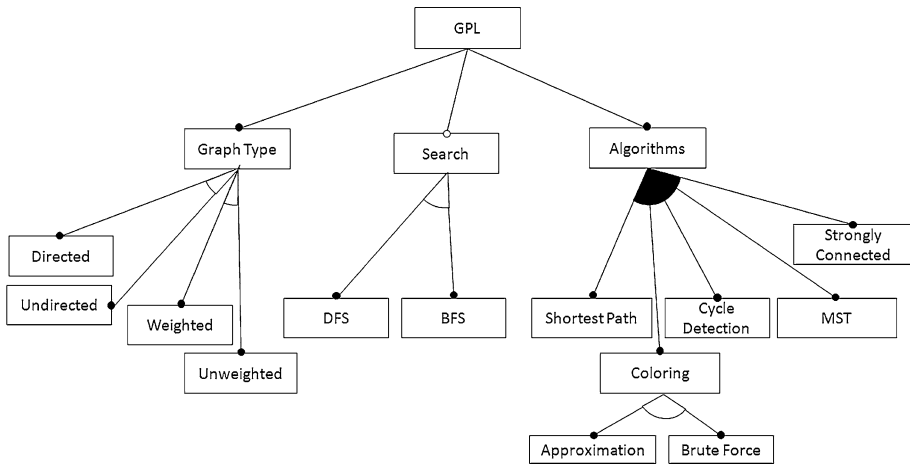 GPL
Graph Type
Search
Algorithms
Directed
Strongly
Connected
Undirected
Weighted
DFS
BFS
Shortest Path
Cycle
Detection
MST
Unweighted
Coloring
Approximation
Brute Force